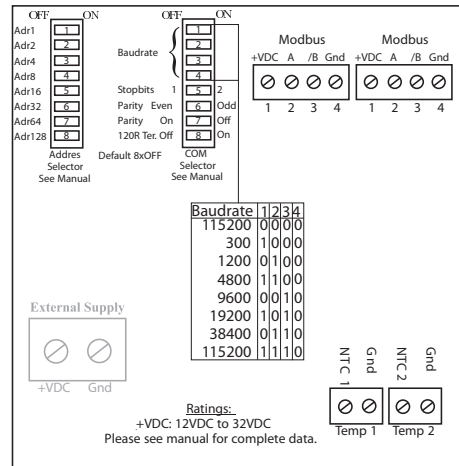 OFF ON
Adr1 1
Adr2 2
Adr4 3
Adr8 4
Adr16 5
Adr32 6
Adr64 7
Adr128 8
Addres
Selector
See Manual
OFF ON
Baudrate
1
2
3
4
Stopbits 1 5 2
Parity Even 6 Odd
Parity On 7 Off
120R Ter. Off 8 On
Default 8xOFF
COM
Selector
See Manual
Modbus
+VDC A /B Gnd
1 2 3 4
Modbus
+VDC A /B Gnd
1 2 3 4
Baudrate 1 2 3 4
115200 0 0 0 0
300 1 0 0 0
1200 0 1 0 0
4800 1 1 0 0
9600 0 0 1 0
19200 1 0 1 0
38400 0 1 1 0
115200 1 1 1 0
External Supply
+VDC Gnd
Ratings:
+VDC: 12VDC to 32VDC
Please see manual for complete data.
NTC 1 Gnd
Temp 1
NTC 2 Gnd
Temp 2